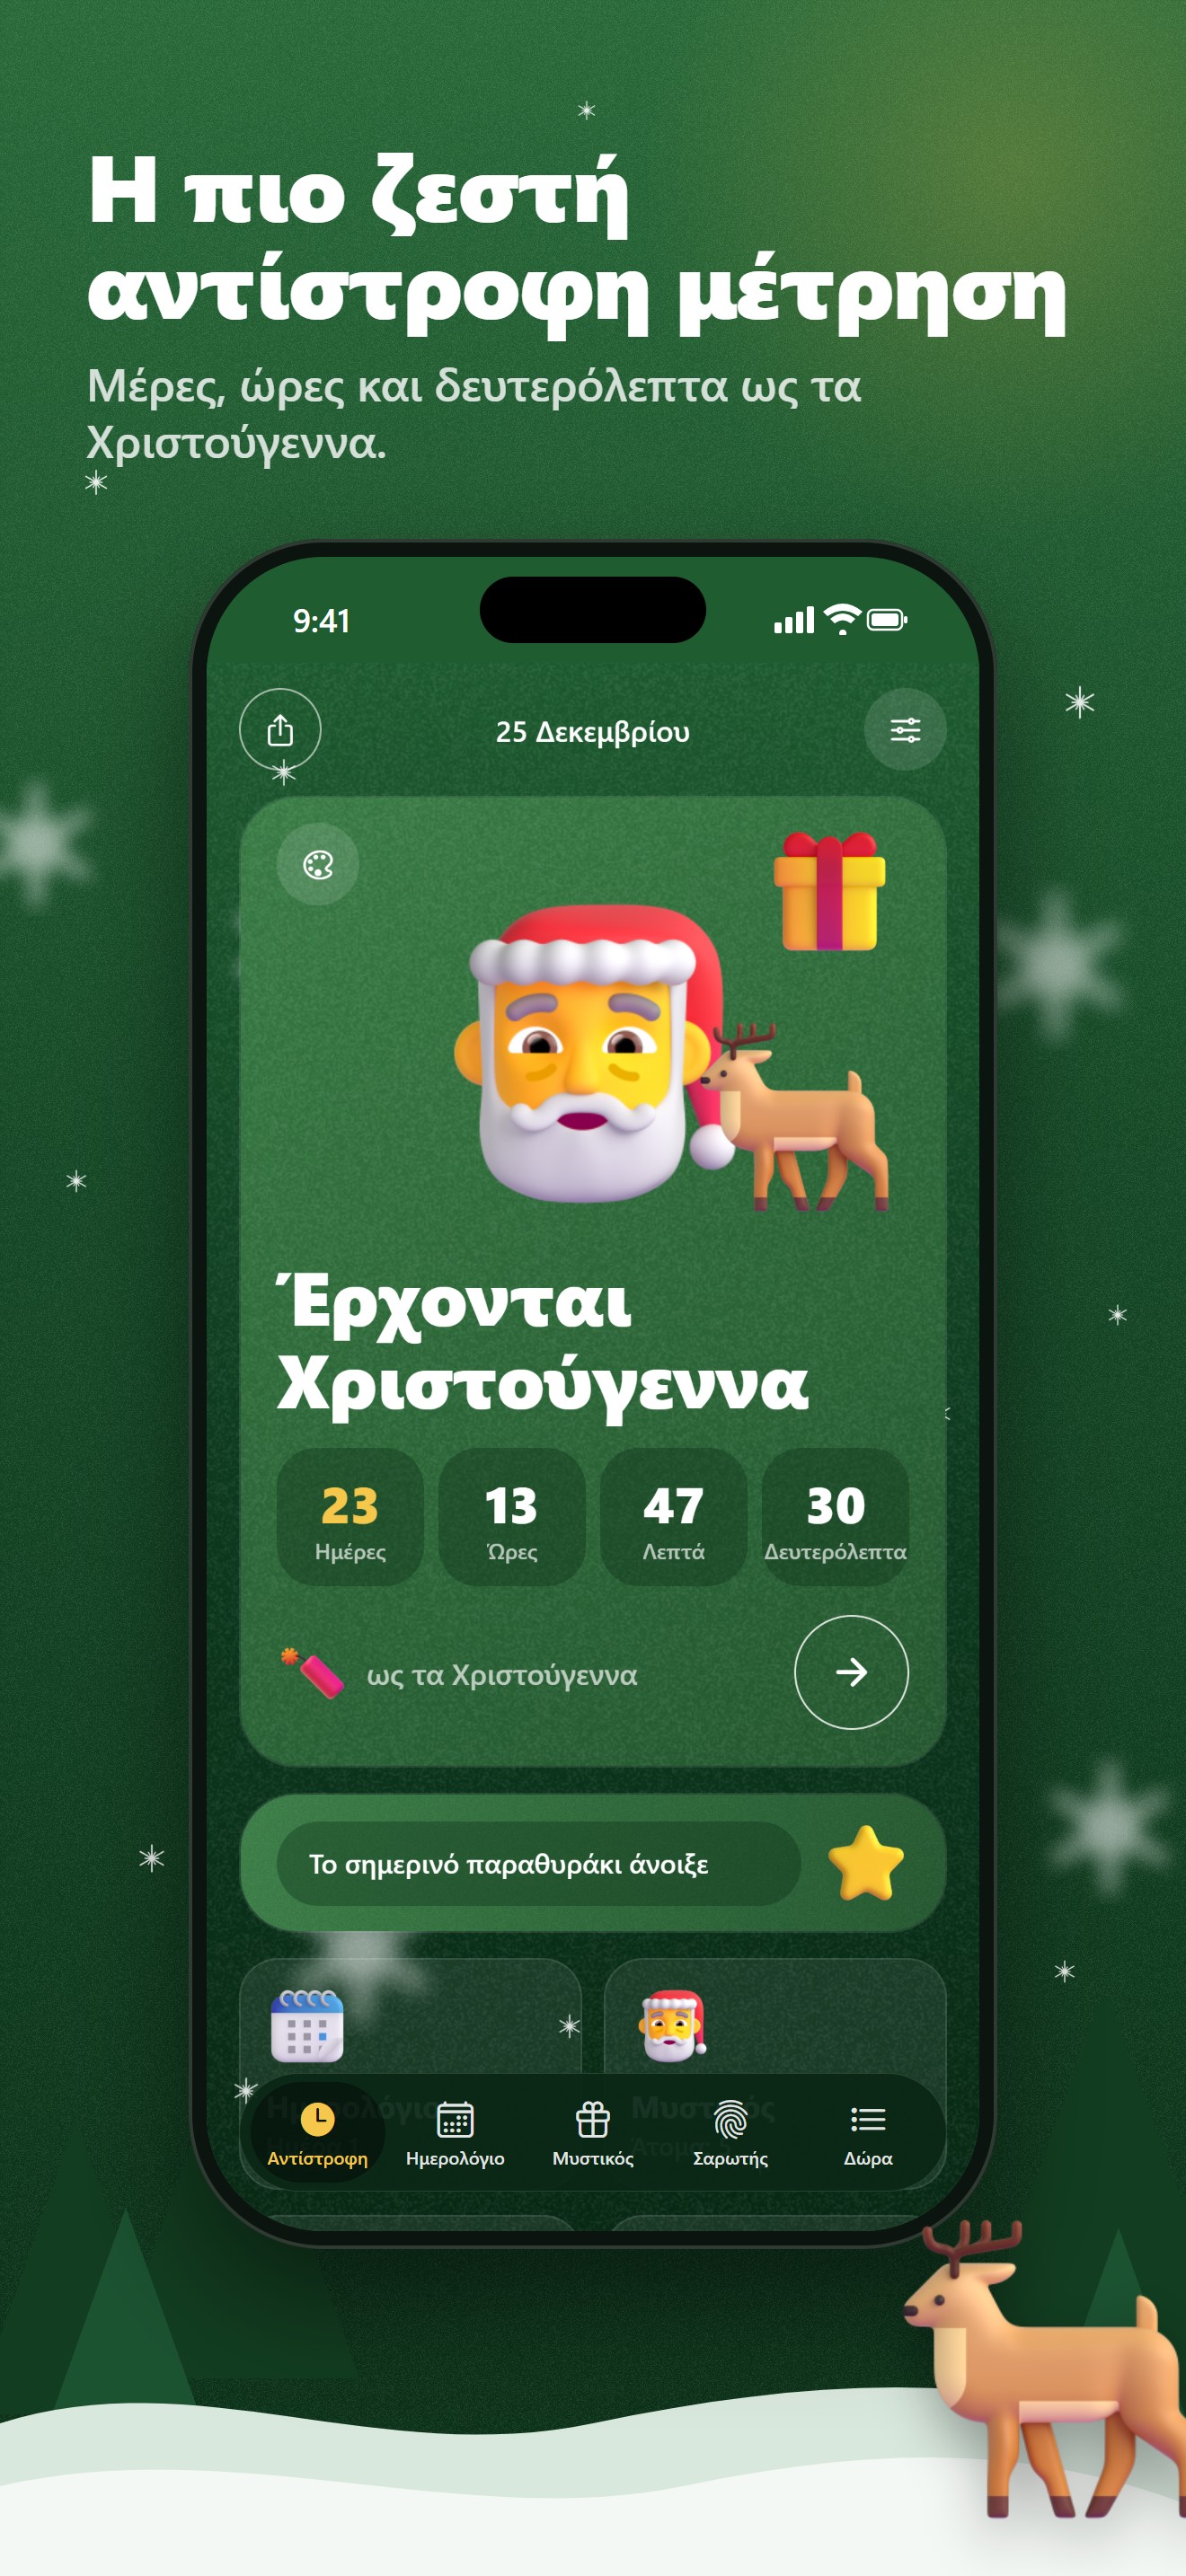 Η πιο ζεστή
αντίστροφη μέτρηση
Μέρες, ώρες και δευτερόλεπτα ως τα
Χριστούγεννα.
9:41
25 Δεκεμβρίου
Έρχονται
Χριστούγεννα
23 13 47 30
Ημέρες Ώρες Λεπτά Δευτερόλεπτα
ως τα Χριστούγεννα
Το σημερινό παραθυράκι άνοιξε
Αντίστροφη Ημερολόγιο Μυστικός Σαρωτής Δώρα